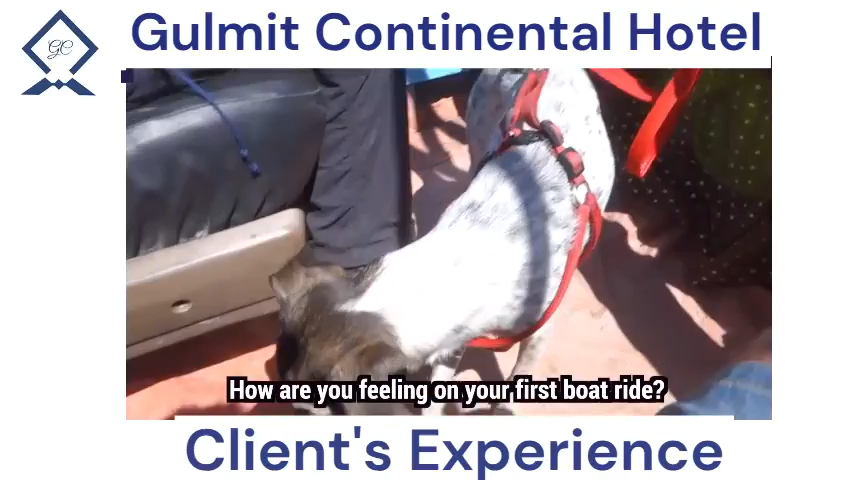 GC
Gulmit Continental Hotel
How are you feeling on your first boat ride?
Client's Experience